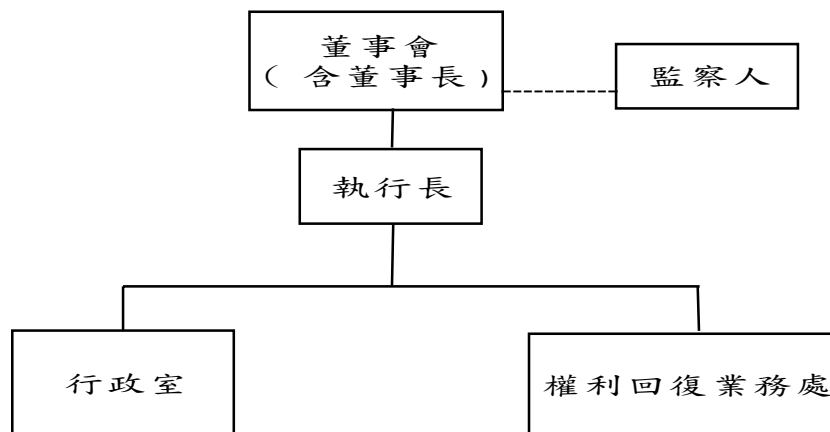 董事會
（含董事長）
監察人
執行長
行政室
權利回復業務處